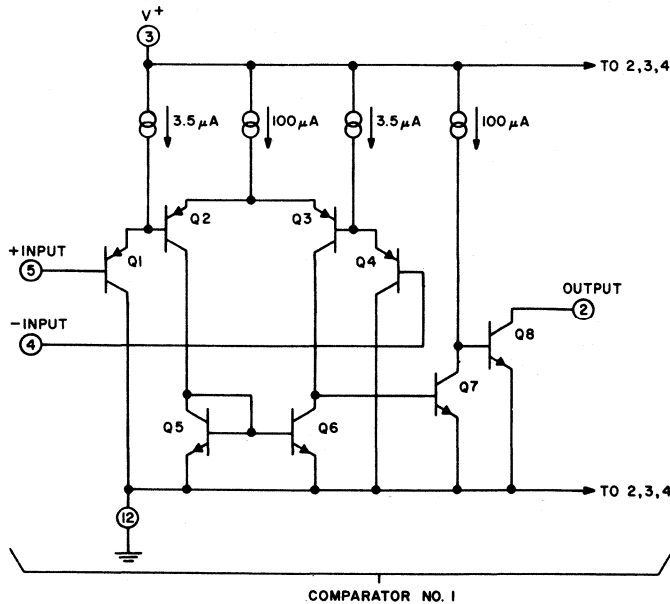 V+
3
TO 2,3,4
3.5μA
100μA
3.5μA
100μA
Q2
Q3
+INPUT
5
Q1
Q4
OUTPUT
2
-INPUT
4
Q8
Q7
Q5
Q6
TO 2,3,4
12
COMPARATOR NO. 1